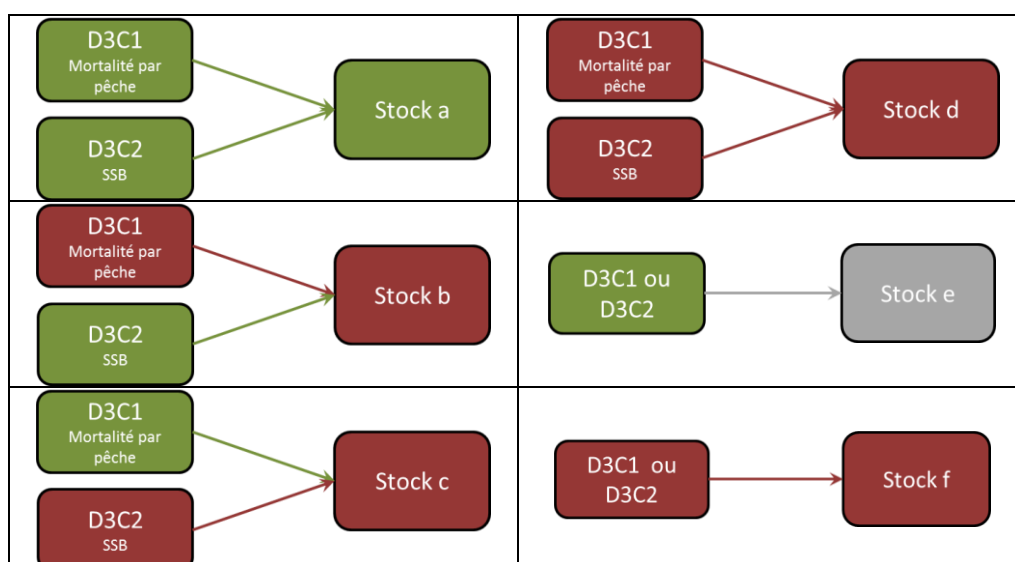 D3C1
Mortalité par
pêche
D3C2
SSB
Stock a
D3C1
Mortalité par
pêche
D3C2
SSB
Stock d
D3C1
Mortalité par
pêche
D3C2
SSB
Stock b
D3C1 ou
D3C2
Stock e
D3C1
Mortalité par
pêche
D3C2
SSB
Stock c
D3C1 ou
D3C2
Stock f